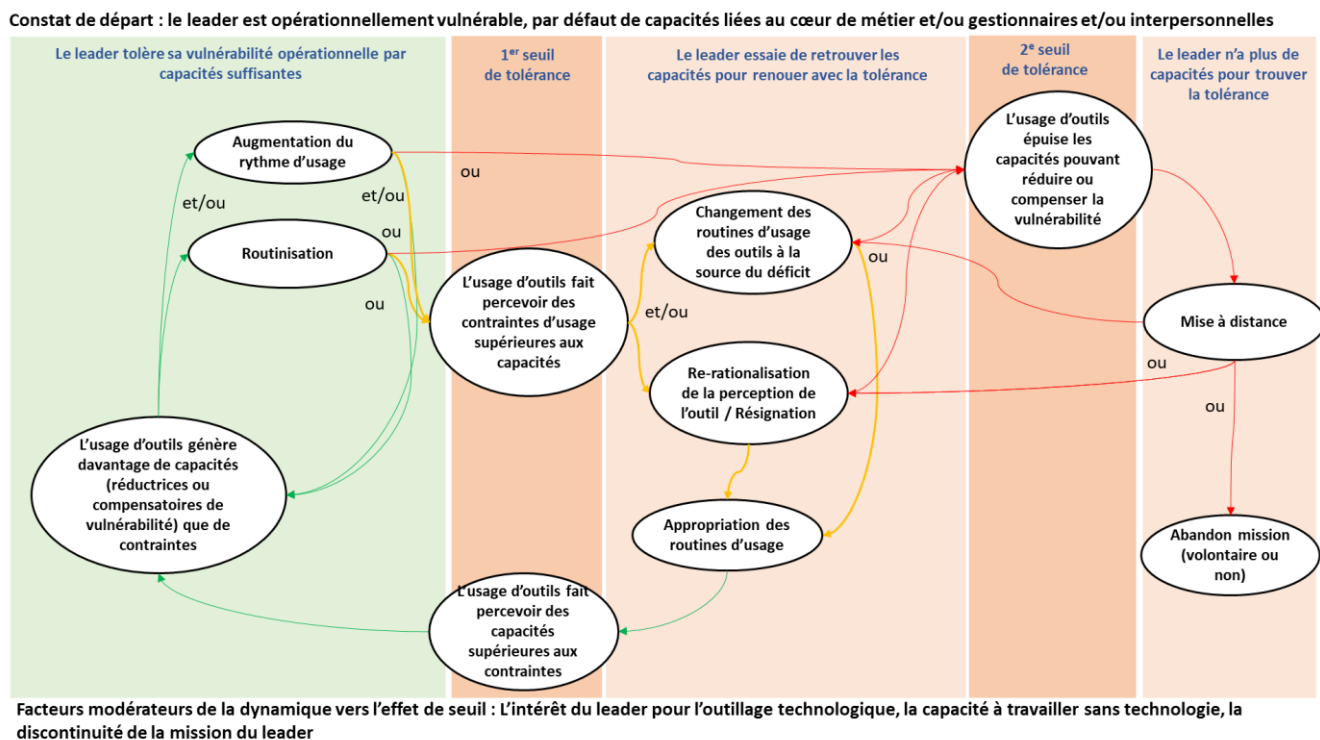 Constat de départ : le leader est opérationnellement vulnérable, par défaut de capacités liées au cœur de métier et/ou gestionnaires et/ou interpersonnelles
Le leader tolère sa vulnérabilité opérationnelle par
capacités suffisantes
1er seuil
de tolérance
Le leader essaie de retrouver les
capacités pour renouer avec la tolérance
2e seuil
de tolérance
Le leader n'a plus de
capacités pour trouver
la tolérance
Augmentation du
rythme d'usage
et/ou
Routinisation
et/ou
ou
ou
ou
L'usage d'outils fait
percevoir des
contraintes d'usage
supérieures aux
capacités
et/ou
Changement des
routines d'usage
des outils à la
source du déficit
ou
Re-rationalisation
de la perception de
l'outil / Résignation
Appropriation des
routines d'usage
L'usage d'outils
épuise les
capacités pouvant
réduire ou
compenser la
vulnérabilité
Mise à distance
ou
ou
Abandon mission
(volontaire ou
non)
L'usage d'outils génère
davantage de capacités
(réductrices ou
compensatoires de
vulnérabilité) que de
contraintes
L'usage d'outils fait
percevoir des
capacités
supérieures aux
contraintes
Facteurs modérateurs de la dynamique vers l'effet de seuil : L'intérêt du leader pour l'outillage technologique, la capacité à travailler sans technologie, la
discontinuité de la mission du leader